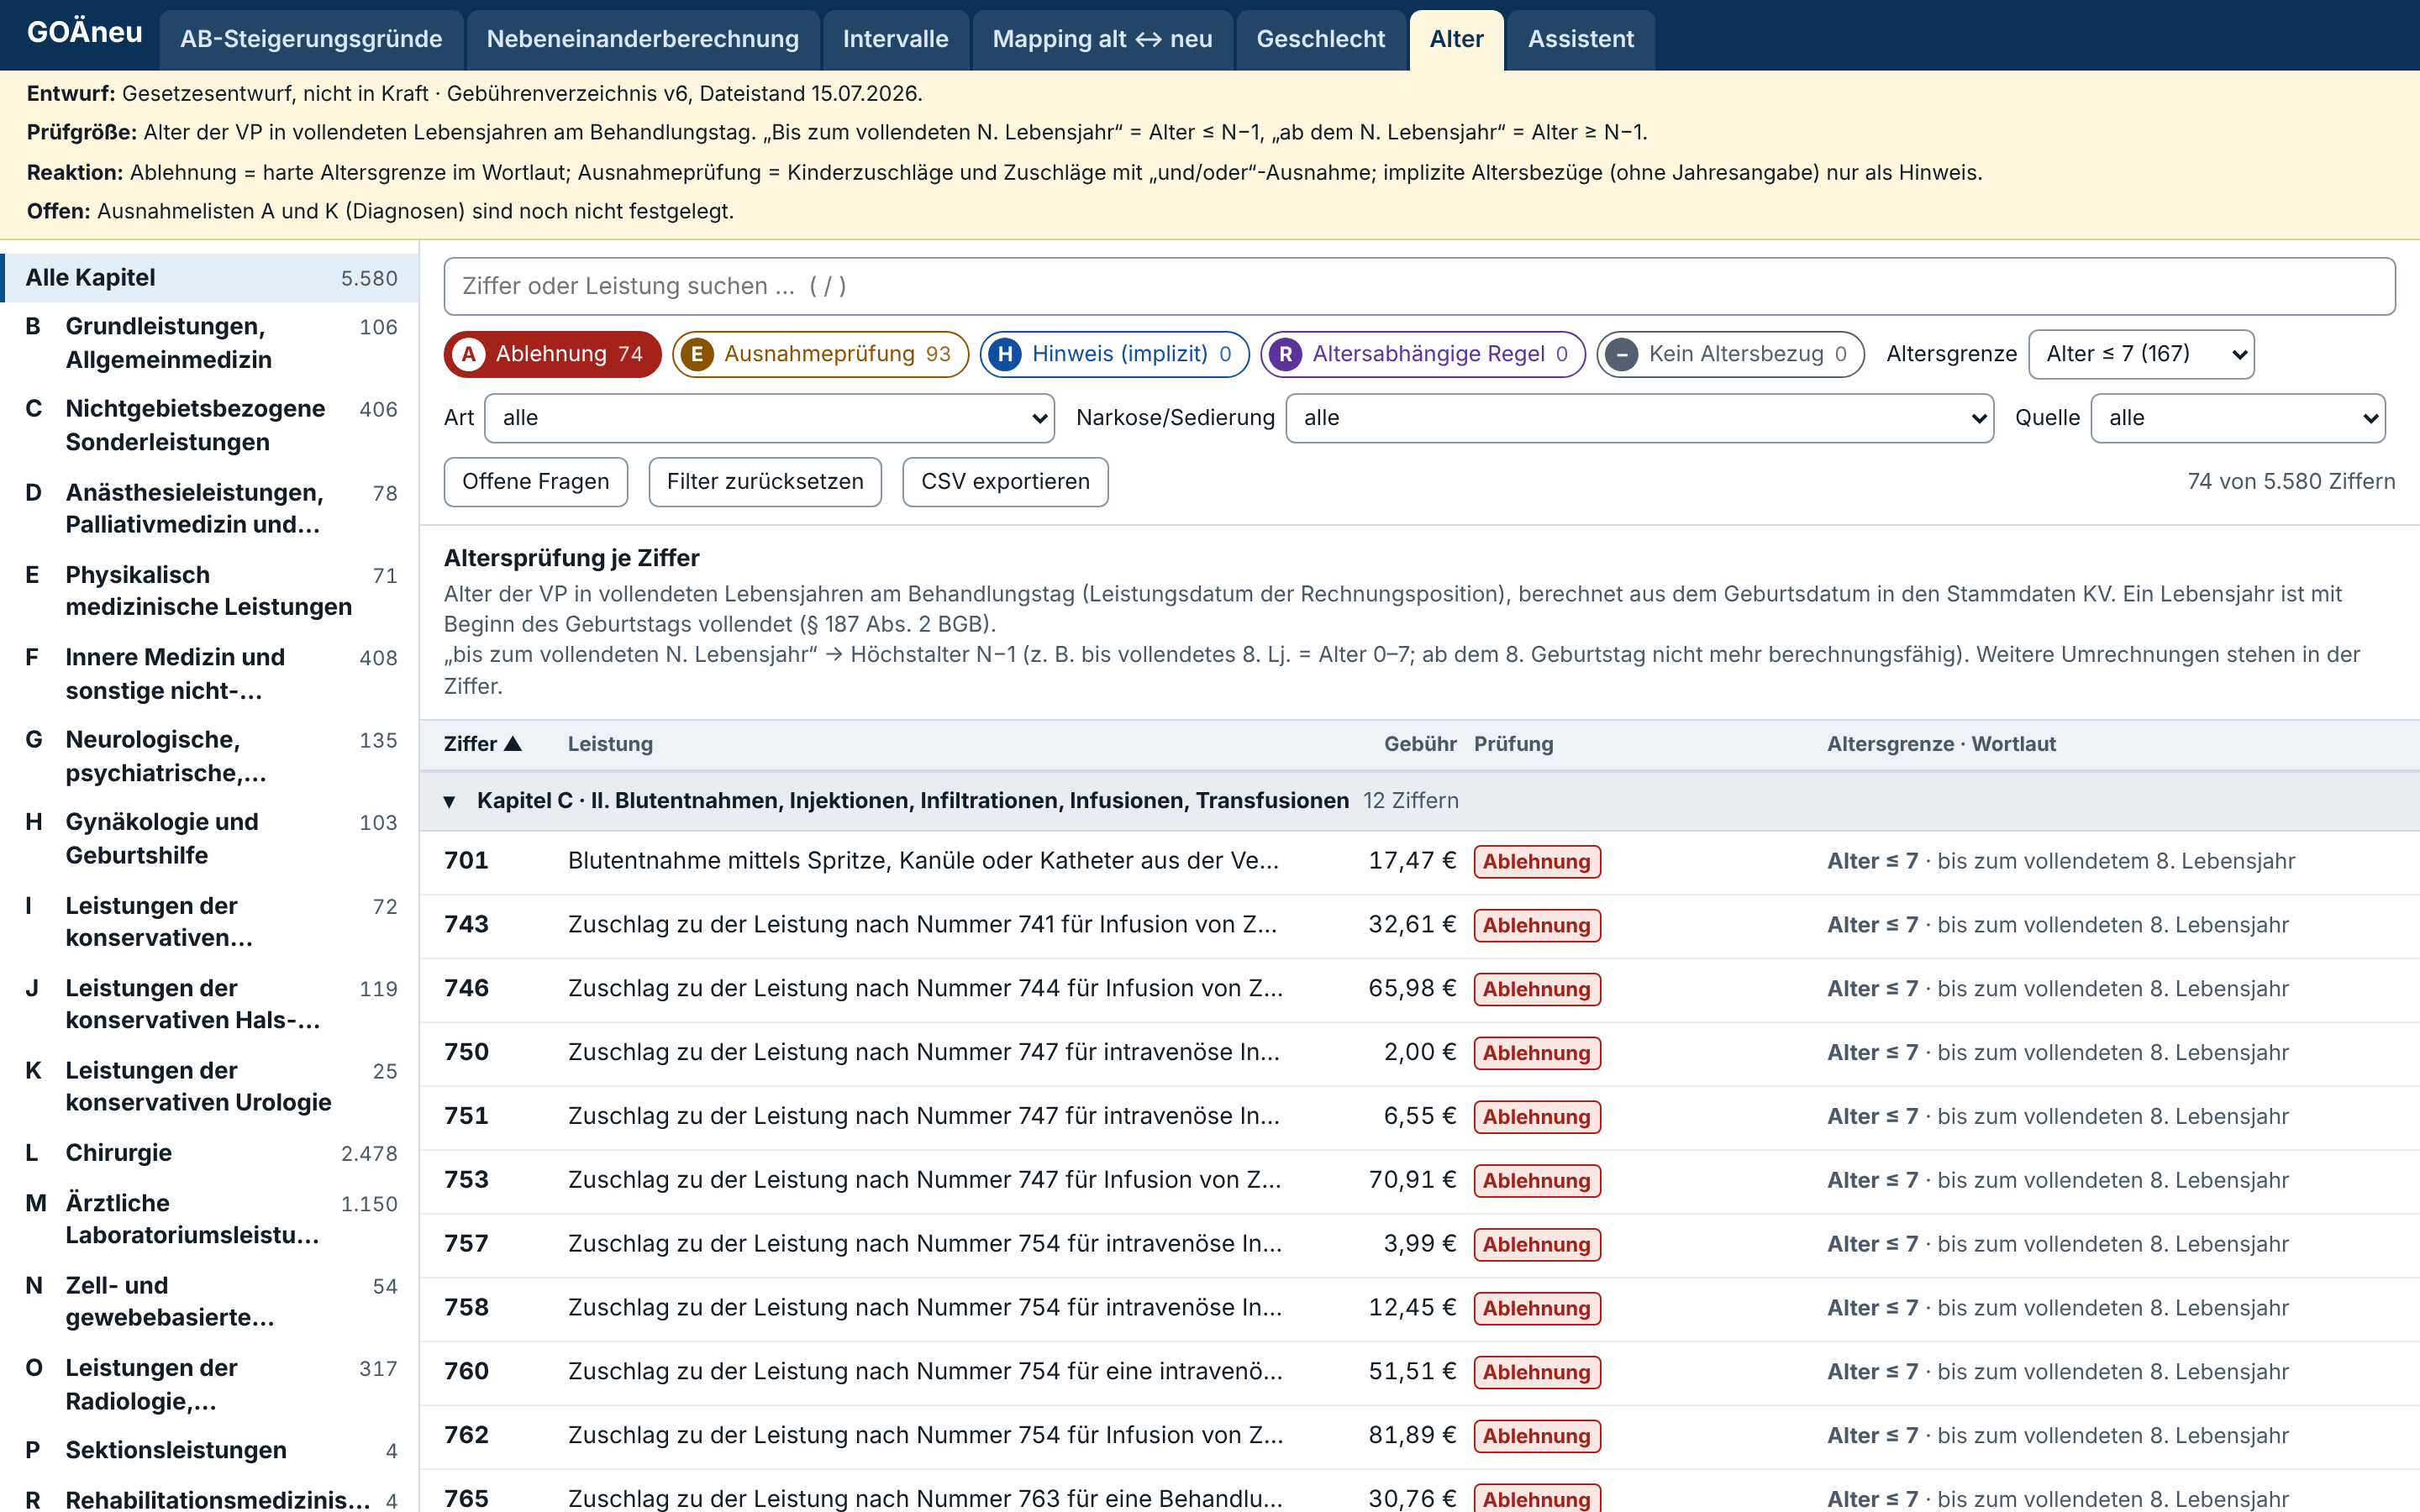 GOÄneu AB-Steigerungsgründe Nebeneinanderberechnung Intervalle Mapping alt ↔ neu Geschlecht Alter Assistent
Entwurf: Gesetzesentwurf, nicht in Kraft · Gebührenverzeichnis v6, Dateistand 15.07.2026.
Prüfgröße: Alter der VP in vollendeten Lebensjahren am Behandlungstag. „Bis zum vollendeten N. Lebensjahr“ = Alter ≤ N−1, „ab dem N. Lebensjahr“ = Alter ≥ N−1.
Reaktion: Ablehnung = harte Altersgrenze im Wortlaut; Ausnahmeprüfung = Kinderzuschläge und Zuschläge mit „und/oder“-Ausnahme; implizite Altersbezüge (ohne Jahresangabe) nur als Hinweis.
Offen: Ausnahmelisten A und K (Diagnosen) sind noch nicht festgelegt.
Alle Kapitel 5.580
B Grundleistungen, 106
Allgemeinmedizin
C Nichtgebietsbezogene 406
Sonderleistungen
D Anästhesieleistungen, 78
Palliativmedizin und...
E Physikalisch 71
medizinische Leistungen
F Innere Medizin und 408
sonstige nicht-...
G Neurologische, 135
psychiatrische,...
H Gynäkologie und 103
Geburtshilfe
I Leistungen der 72
konservativen...
J Leistungen der 119
konservativen Hals-...
K Leistungen der 25
konservativen Urologie
L Chirurgie 2.478
M Ärztliche 1.150
Laboratoriumsleistu...
N Zell- und 54
gewebebasierte...
O Leistungen der 317
Radiologie,...
P Sektionsleistungen 4
R Rehabilitationsmedizinis... 4
Ziffer oder Leistung suchen ... ( / )
A Ablehnung 74 E Ausnahmeprüfung 93 H Hinweis (implizit) 0 R Altersabhängige Regel 0 – Kein Altersbezug 0 Altersgrenze Alter ≤ 7 (167)
Art alle Narkose/Sedierung alle Quelle alle
Offene Fragen Filter zurücksetzen CSV exportieren 74 von 5.580 Ziffern
Altersprüfung je Ziffer
Alter der VP in vollendeten Lebensjahren am Behandlungstag (Leistungsdatum der Rechnungsposition), berechnet aus dem Geburtsdatum in den Stammdaten KV. Ein Lebensjahr ist mit
Beginn des Geburtstags vollendet (§ 187 Abs. 2 BGB).
„bis zum vollendeten N. Lebensjahr“ → Höchstalter N−1 (z. B. bis vollendetes 8. Lj. = Alter 0–7; ab dem 8. Geburtstag nicht mehr berechnungsfähig). Weitere Umrechnungen stehen in der
Ziffer.
Ziffer ▲ Leistung Gebühr Prüfung Altersgrenze · Wortlaut
▼ Kapitel C · II. Blutentnahmen, Injektionen, Infiltrationen, Infusionen, Transfusionen 12 Ziffern
701 Blutentnahme mittels Spritze, Kanüle oder Katheter aus der Ve... 17,47 € Ablehnung Alter ≤ 7 · bis zum vollendetem 8. Lebensjahr
743 Zuschlag zu der Leistung nach Nummer 741 für Infusion von Z... 32,61 € Ablehnung Alter ≤ 7 · bis zum vollendeten 8. Lebensjahr
746 Zuschlag zu der Leistung nach Nummer 744 für Infusion von Z... 65,98 € Ablehnung Alter ≤ 7 · bis zum vollendeten 8. Lebensjahr
750 Zuschlag zu der Leistung nach Nummer 747 für intravenöse In... 2,00 € Ablehnung Alter ≤ 7 · bis zum vollendeten 8. Lebensjahr
751 Zuschlag zu der Leistung nach Nummer 747 für intravenöse In... 6,55 € Ablehnung Alter ≤ 7 · bis zum vollendeten 8. Lebensjahr
753 Zuschlag zu der Leistung nach Nummer 747 für Infusion von Z... 70,91 € Ablehnung Alter ≤ 7 · bis zum vollendeten 8. Lebensjahr
757 Zuschlag zu der Leistung nach Nummer 754 für intravenöse In... 3,99 € Ablehnung Alter ≤ 7 · bis zum vollendeten 8. Lebensjahr
758 Zuschlag zu der Leistung nach Nummer 754 für intravenöse In... 12,45 € Ablehnung Alter ≤ 7 · bis zum vollendeten 8. Lebensjahr
760 Zuschlag zu der Leistung nach Nummer 754 für eine intravenö... 51,51 € Ablehnung Alter ≤ 7 · bis zum vollendeten 8. Lebensjahr
762 Zuschlag zu der Leistung nach Nummer 754 für Infusion von Z... 81,89 € Ablehnung Alter ≤ 7 · bis zum vollendeten 8. Lebensjahr
765 Zuschlag zu der Leistung nach Nummer 763 für eine Behandlu... 30,76 € Ablehnung Alter ≤ 7 · bis zum vollendeten 8. Lebensjahr